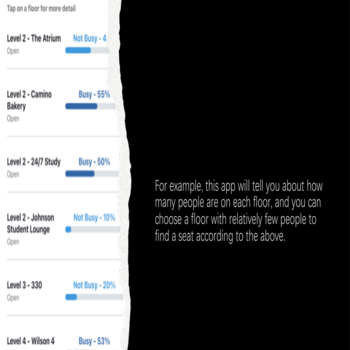 Tap on a floor for more detail
Level 2 - The Atrium
Not Busy - 4
Open
Level 2 - Camino
Bakery
Busy - 55%
Open
Level 2 - 24/7 Study
Busy - 50%
Open
Level 2 - Johnson
Student Lounge
Not Busy - 10%
Open
Level 3 - 330
Not Busy - 20%
Open
Level 4 - Wilson 4
Busy - 53%
For example, this app will tell you about how
many people are on each floor, and you can
choose a floor with relatively few people to
find a seat according to the above.